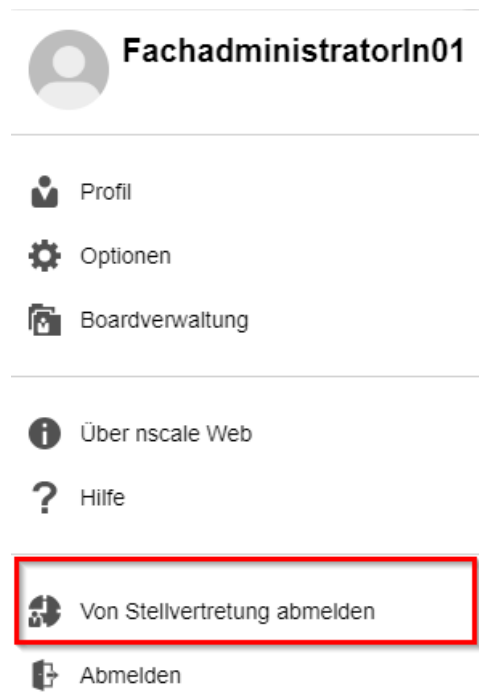 FachadministratorIn01
Profil
Optionen
Boardverwaltung
Über nscale Web
Hilfe
Von Stellvertretung abmelden
Abmelden